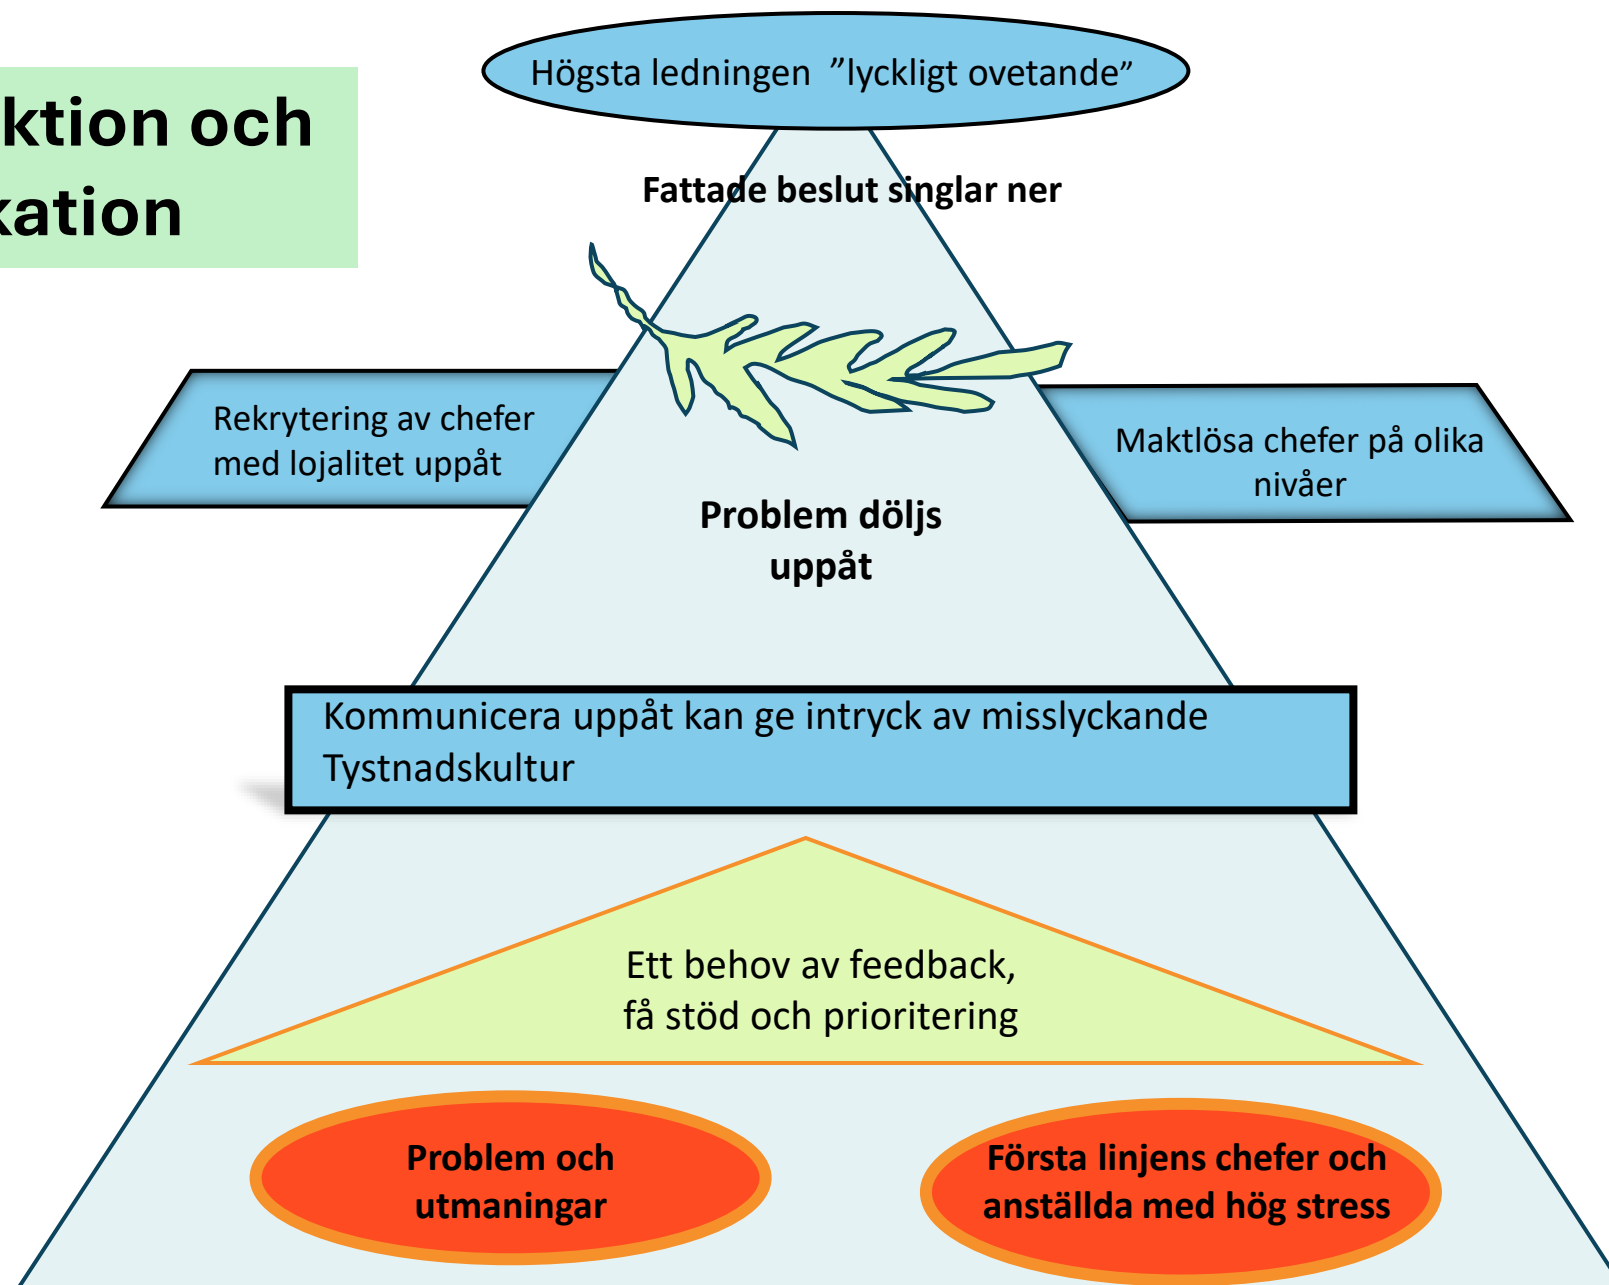 Högsta ledningen ”lyckligt ovetande”
ktion och
kation
Fattade beslut singlar ner
Rekrytering av chefer
med lojalitet uppåt
Maktlösa chefer på olika
nivåer
Problem döljs
uppåt
Kommunicera uppåt kan ge intryck av misslyckande
Tystnadskultur
Ett behov av feedback,
få stöd och prioritering
Problem och
utmaningar
Första linjens chefer och
anställda med hög stress